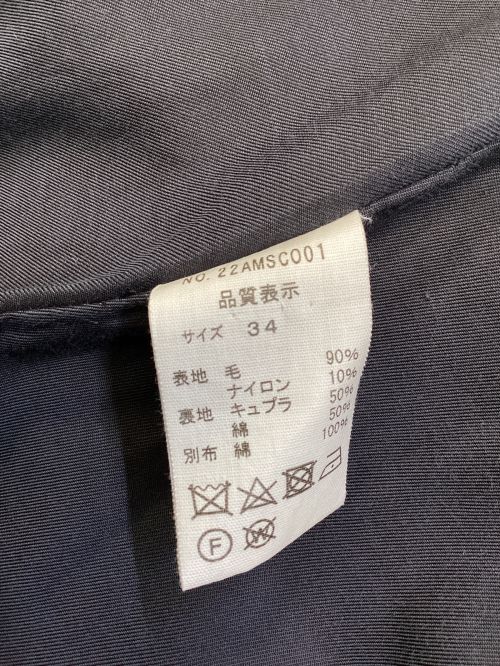 NO. 22AMSC001
品質表示
サイズ 34
表地 毛 90%
ナイロン 10%
裏地 キュプラ 50%
綿 50%
別布 綿 100%
F
W